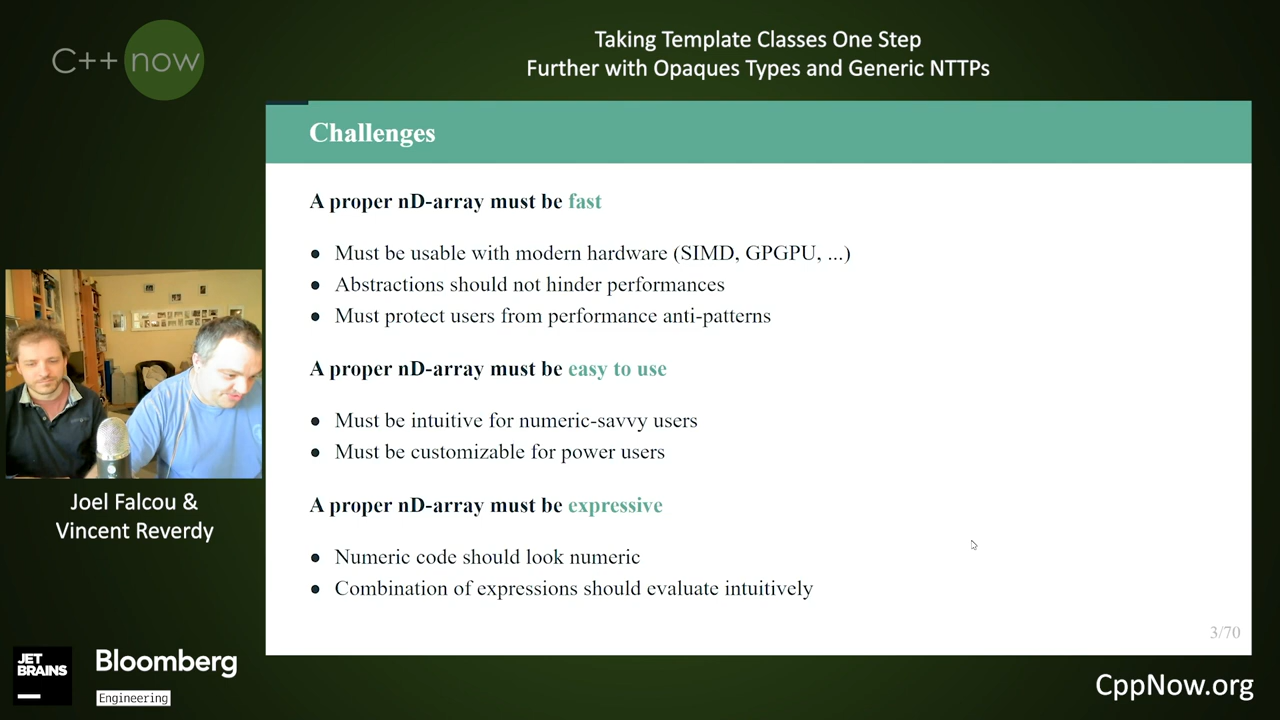 C++ now
Taking Template Classes One Step
Further with Opaques Types and Generic NTTPs
Challenges
A proper nD-array must be fast
● Must be usable with modern hardware (SIMD, GPGPU, ...)
● Abstractions should not hinder performances
● Must protect users from performance anti-patterns
A proper nD-array must be easy to use
● Must be intuitive for numeric-savvy users
● Must be customizable for power users
A proper nD-array must be expressive
● Numeric code should look numeric
● Combination of expressions should evaluate intuitively
3/70
Joel Falcou &
Vincent Reverdy
JET
BRAINS
Bloomberg
Engineering
CppNow.org